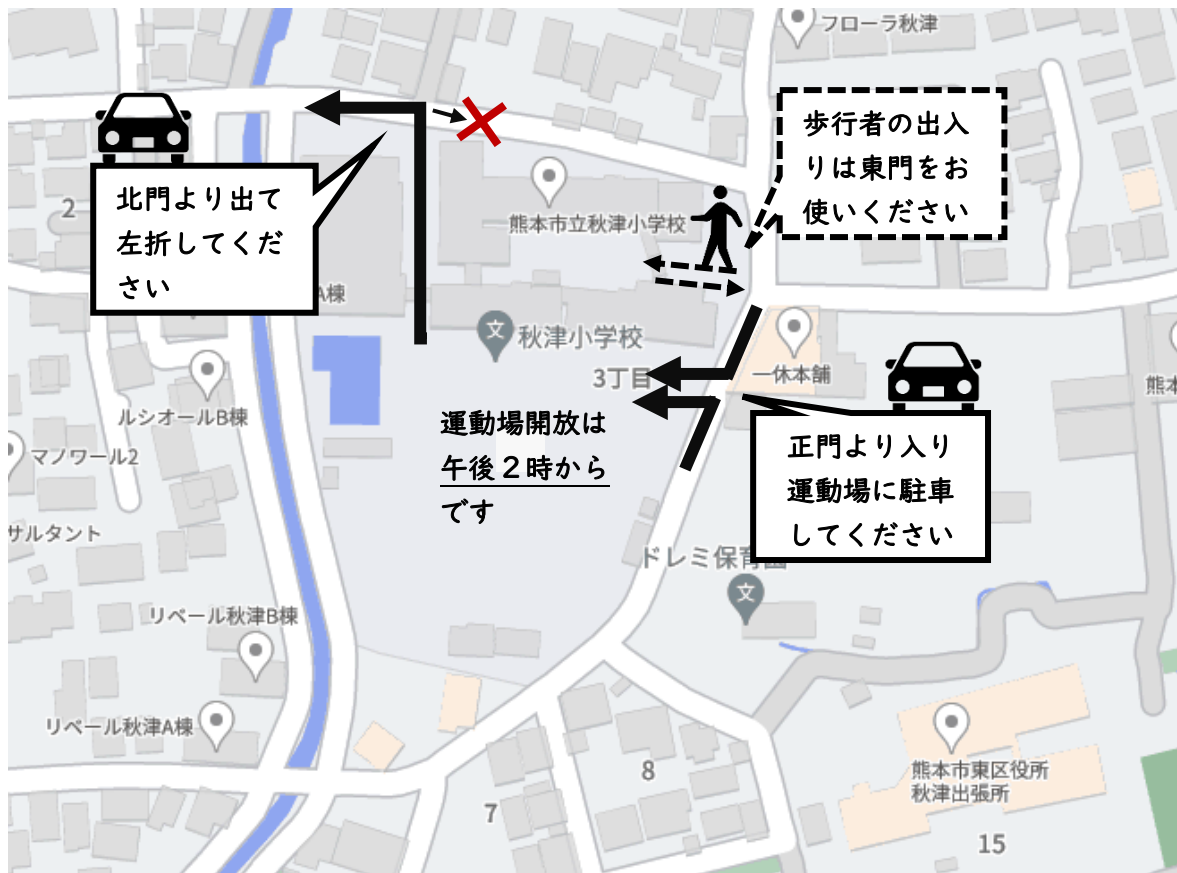 フローラ秋津
歩行者の出入
りは東門をお
使いください
北門より出て
左折してくだ
さい
2
熊本市立秋津小学校
A棟
文
秋津小学校
3丁目
一休本舗
熊本
ルシオールB棟
マノワール2
運動場開放は
午後２時から
です
正門より入り
運動場に駐車
してください
サルタント
ドレミ保育園
文
リベール秋津B棟
リベール秋津A棟
熊本市東区役所
秋津出張所
8
7
15